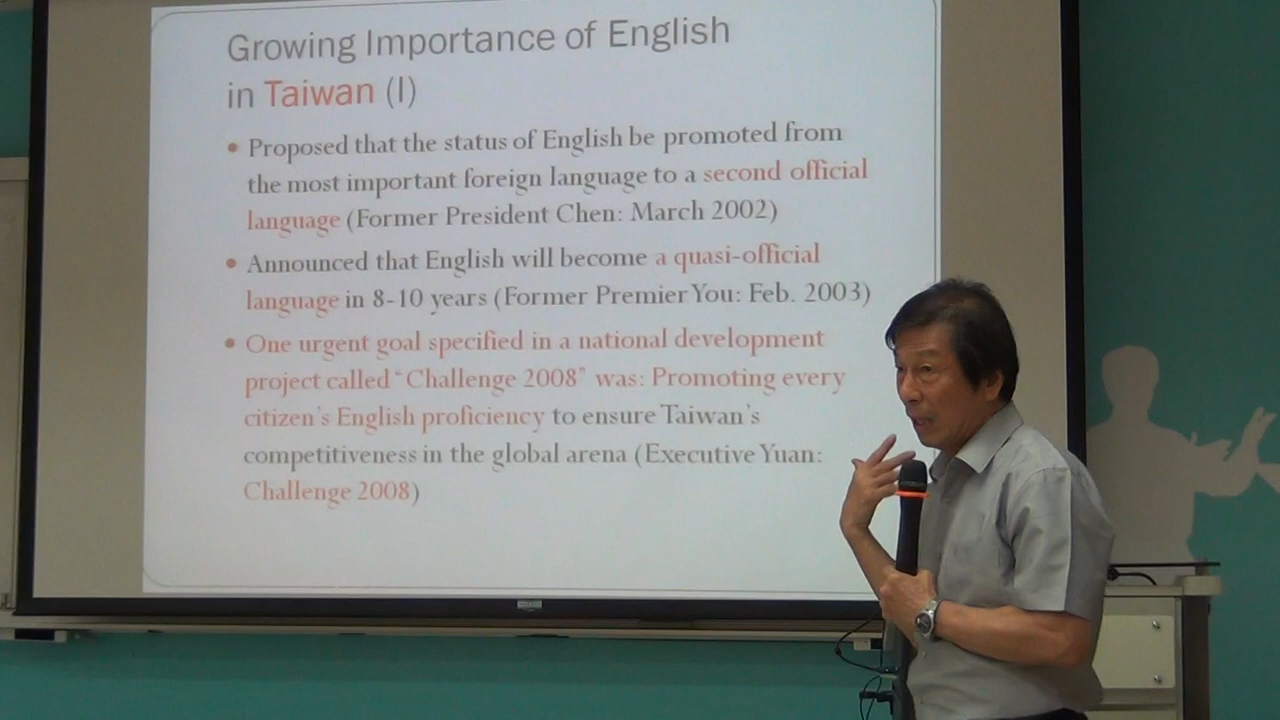 Growing Importance of English
in Taiwan (I)
• Proposed that the status of English be promoted from
the most important foreign language to a second official
language (Former President Chen: March 2002)
• Announced that English will become a quasi-official
language in 8-10 years (Former Premier You: Feb. 2003)
• One urgent goal specified in a national development
project called “Challenge 2008” was: Promoting every
citizen’s English proficiency to ensure Taiwan’s
competitiveness in the global arena (Executive Yuan:
Challenge 2008)